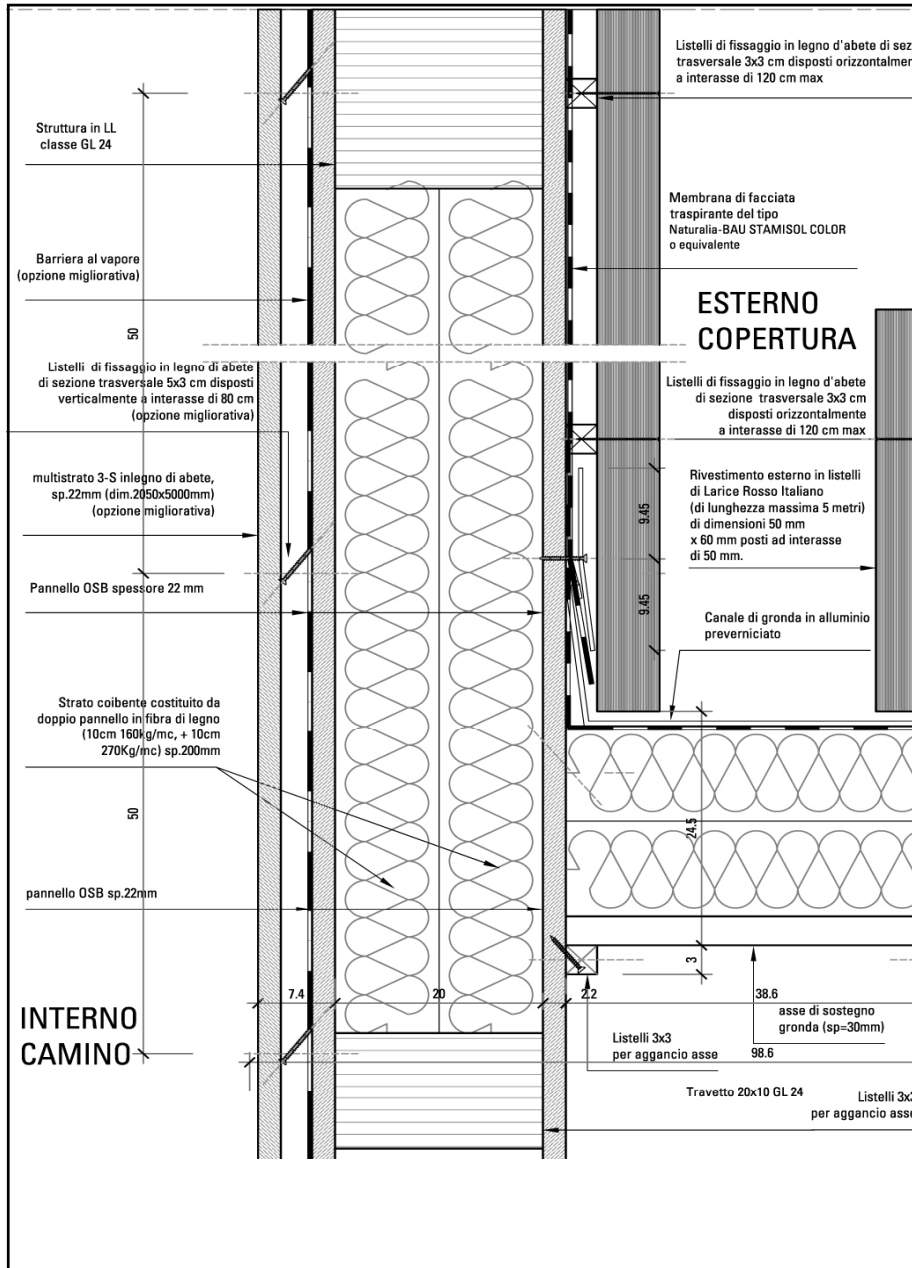 Listelli di fissaggio in legno d'abete di sez
trasversale 3x3 cm disposti orizzontalmen
a interasse di 120 cm max
Struttura in LL
classe GL 24
Membrana di facciata
traspirante del tipo
Naturalia-BAU STAMISOL COLOR
o equivalente
Barriera al vapore
(opzione migliorativa)
ESTERNO
COPERTURA
50
Listelli di fissaggio in legno di abete
di sezione trasversale 5x3 cm disposti
verticalmente a interasse di 80 cm
(opzione migliorativa)
Listelli di fissaggio in legno d'abete
di sezione trasversale 3x3 cm
disposti orizzontalmente
a interasse di 120 cm max
multistrato 3-S inlegno di abete,
sp.22mm (dim.2050x5000mm)
(opzione migliorativa)
Rivestimento esterno in listelli
di Larice Rosso Italiano
(di lunghezza massima 5 metri)
di dimensioni 50 mm
x 60 mm posti ad interasse
di 50 mm.
9.45
9.45
Pannello OSB spessore 22 mm
Canale di gronda in alluminio
preverniciato
Strato coibente costituito da
doppio pannello in fibra di legno
(10cm 160kg/mc, + 10cm
270Kg/mc) sp.200mm
50
24.5
pannello OSB sp.22mm
3
7.4
20
2.2
38.6
INTERNO
CAMINO
asse di sostegno
gronda (sp=30mm)
Listelli 3x3
per aggancio asse
98.6
Travetto 20x10 GL 24
Listelli 3x3
per aggancio asse